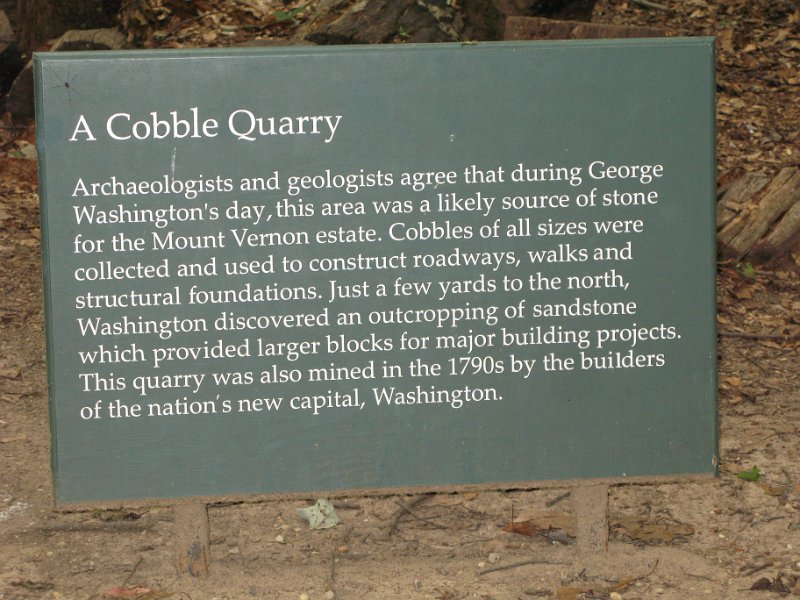 A Cobble Quarry
Archaeologists and geologists agree that during George
Washington's day, this area was a likely source of stone
for the Mount Vernon estate. Cobbles of all sizes were
collected and used to construct roadways, walks and
structural foundations. Just a few yards to the north,
Washington discovered an outcropping of sandstone
which provided larger blocks for major building projects.
This quarry was also mined in the 1790s by the builders
of the nation's new capital, Washington.